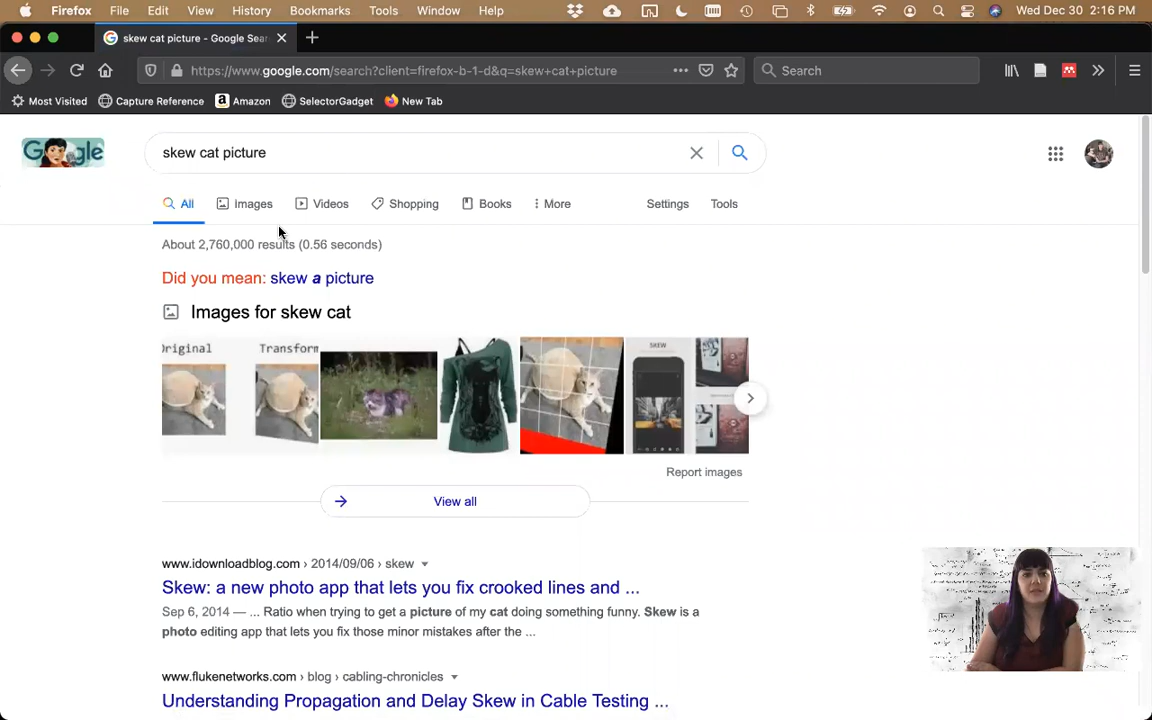 Firefox File Edit View History Bookmarks Tools Window Help Wed Dec 30 2:16 PM
skew cat picture - Google Sear
https://www.google.com/search?client=firefox-b-1-d&q=skew+cat+picture Search
Most Visited Capture Reference Amazon SelectorGadget New Tab
Google skew cat picture
All Images Videos Shopping Books More Settings Tools
About 2,760,000 results (0.56 seconds)
Did you mean: skew a picture
Images for skew cat
Original Transform SKEW
Report images
View all
www.idownloadblog.com › 2014/09/06 › skew
Skew: a new photo app that lets you fix crooked lines and ...
Sep 6, 2014 — ... Ratio when trying to get a picture of my cat doing something funny. Skew is a
photo editing app that lets you fix those minor mistakes after the ...
www.flukenetworks.com › blog › cabling-chronicles
Understanding Propagation and Delay Skew in Cable Testing ...